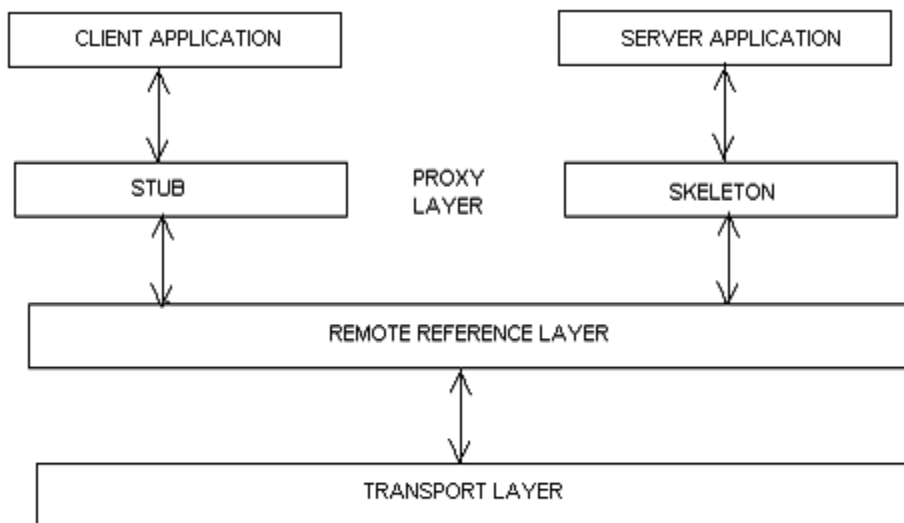 CLIENT APPLICATION
SERVER APPLICATION
STUB
PROXY
LAYER
SKELETON
REMOTE REFERENCE LAYER
TRANSPORT LAYER